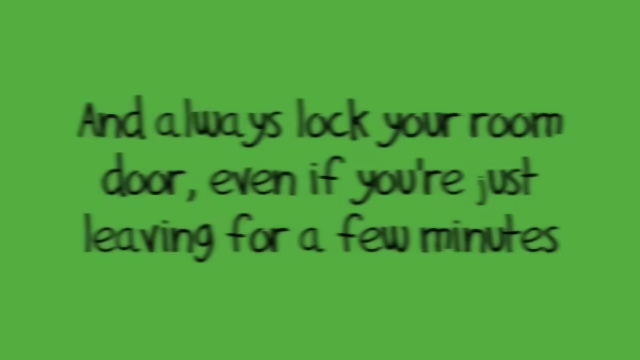 And always lock your room
door, even if you're just
leaving for a few minutes